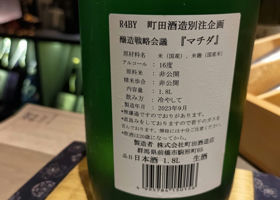 R4BY 町田酒造別注企画
醸造戦略会議 『マチダ』
原材料名：米（国産）、米麹（国産米）
アルコール：16度
原料米：非公開
精米歩合：非公開
内容量：1.8L
飲み方：冷やして
製造年月：2023年9月
製造者 株式会社町田酒造店
群馬県前橋市駒形町65
品目 日本酒 1.8L 生酒